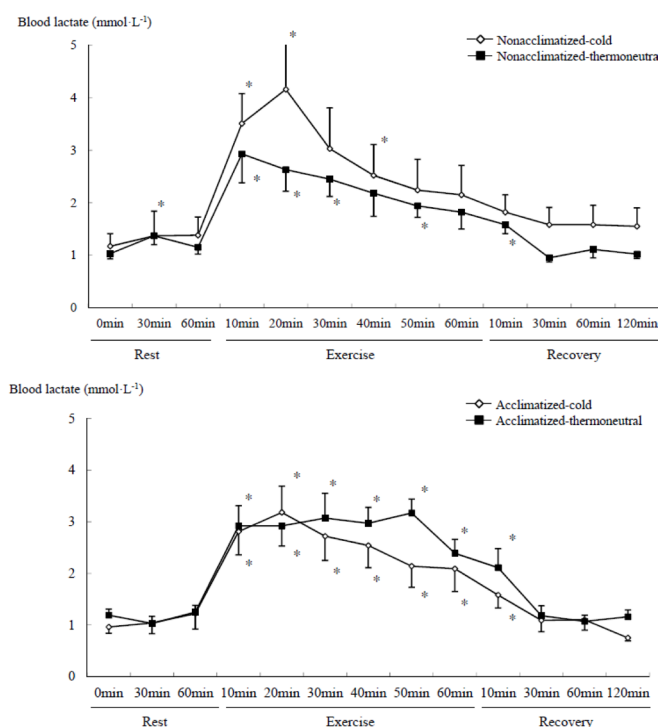 Blood lactate (mmol·L-1)
Nonacclimatized-cold
Nonacclimatized-thermoneutral
5
4
3
2
1
0
* * * * * * * * * *
0min 30min 60min 10min 20min 30min 40min 50min 60min 10min 30min 60min 120min
Rest Exercise Recovery
Blood lactate (mmol·L-1)
Acclimatized-cold
Acclimatized-thermoneutral
5
4
3
2
1
0
* * * * * * * * * * * * * *
0min 30min 60min 10min 20min 30min 40min 50min 60min 10min 30min 60min 120min
Rest Exercise Recovery